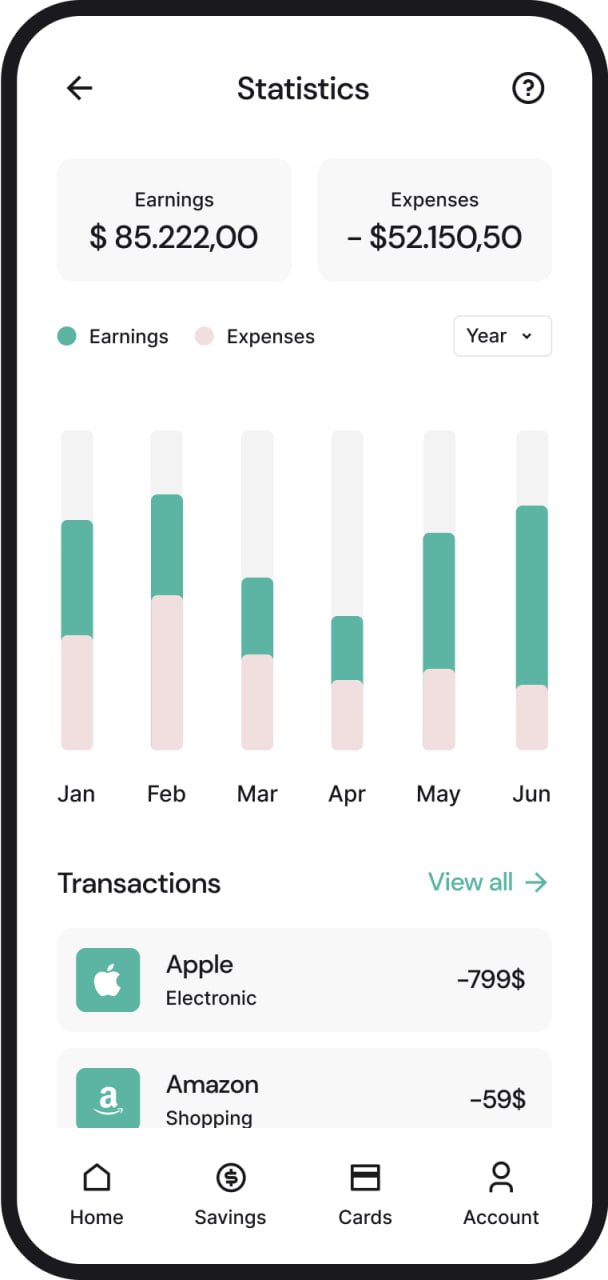 Statistics
?
Earnings
$ 85.222,00
Expenses
- $52.150,50
Earnings
Expenses
Year
Jan
Feb
Mar
Apr
May
Jun
Transactions
View all
Apple
Electronic
-799$
a
Amazon
Shopping
-59$
$
Home
Savings
Cards
Account